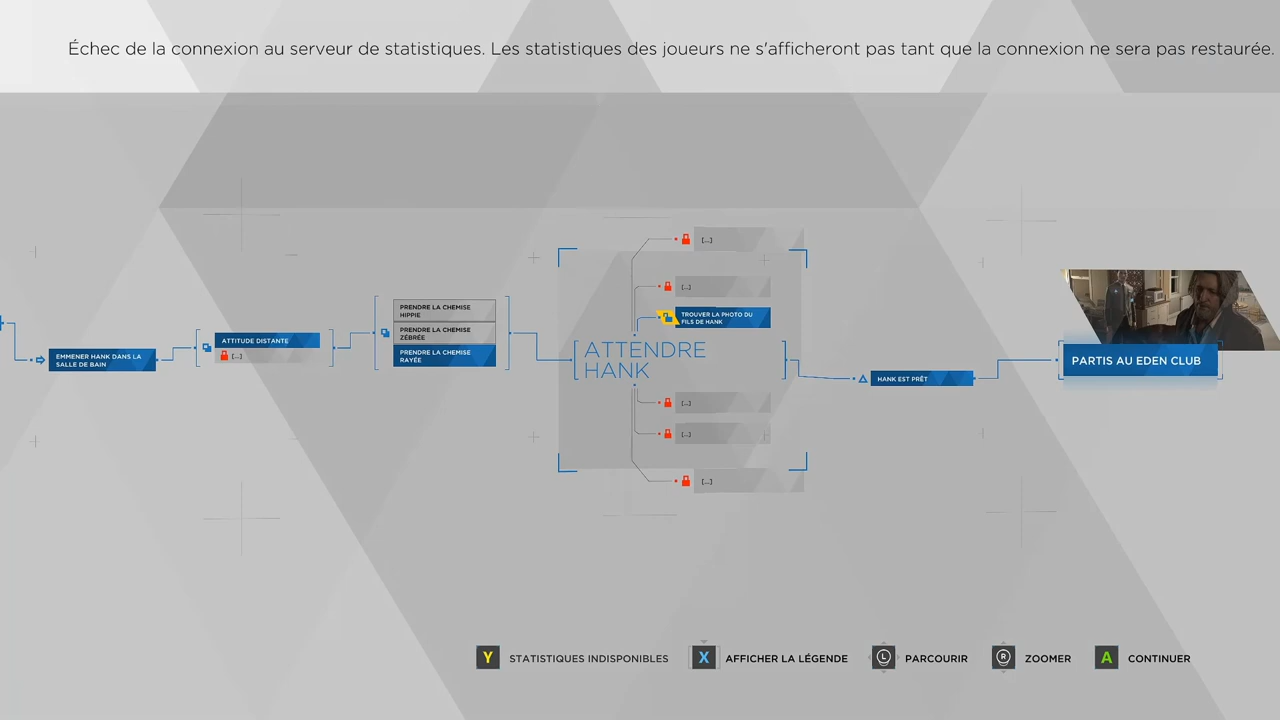 Échec de la connexion au serveur de statistiques. Les statistiques des joueurs ne s'afficheront pas tant que la connexion ne sera pas restaurée.
EMMENER HANK DANS LA
SALLE DE BAIN
ATTITUDE DISTANTE
[...]
PRENDRE LA CHEMISE
HIPPIE
PRENDRE LA CHEMISE
ZÉBRÉE
PRENDRE LA CHEMISE
RAYÉE
[...]
[...]
TROUVER LA PHOTO DU
FILS DE HANK
ATTENDRE
HANK
[...]
[...]
[...]
HANK EST PRÊT
PARTIS AU EDEN CLUB
Y STATISTIQUES INDISPONIBLES
X AFFICHER LA LÉGENDE
L PARCOURIR
R ZOOMER
A CONTINUER